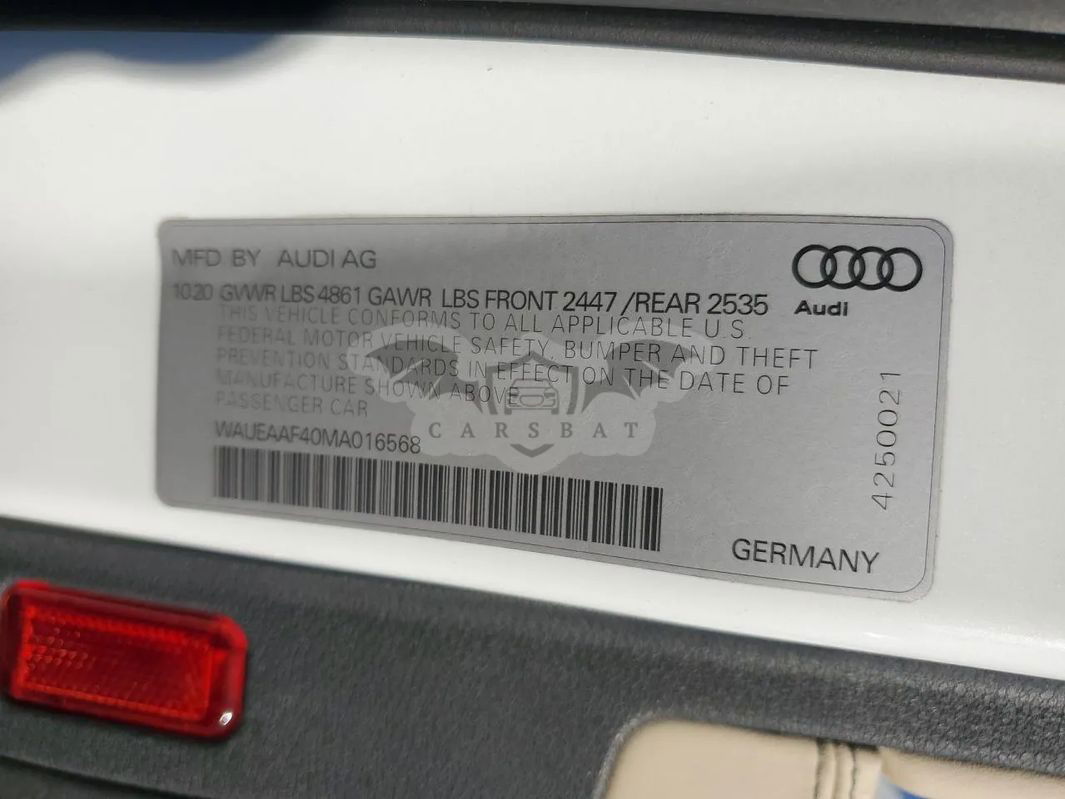 MFD BY AUDI AG
10 20 GVWR LBS 4861 GAWR LBS FRONT 2447 /REAR 2535
Audi
THIS VEHICLE CONFORMS TO ALL APPLICABLE U.S.
FEDERAL MOTOR VEHICLE SAFETY, BUMPER AND THEFT
PREVENTION STANDARDS IN EFFECT ON THE DATE OF
MANUFACTURE SHOWN ABOVE.
PASSENGER CAR
WAUEAAF40MA016568
4250021
GERMANY
CARSBAT